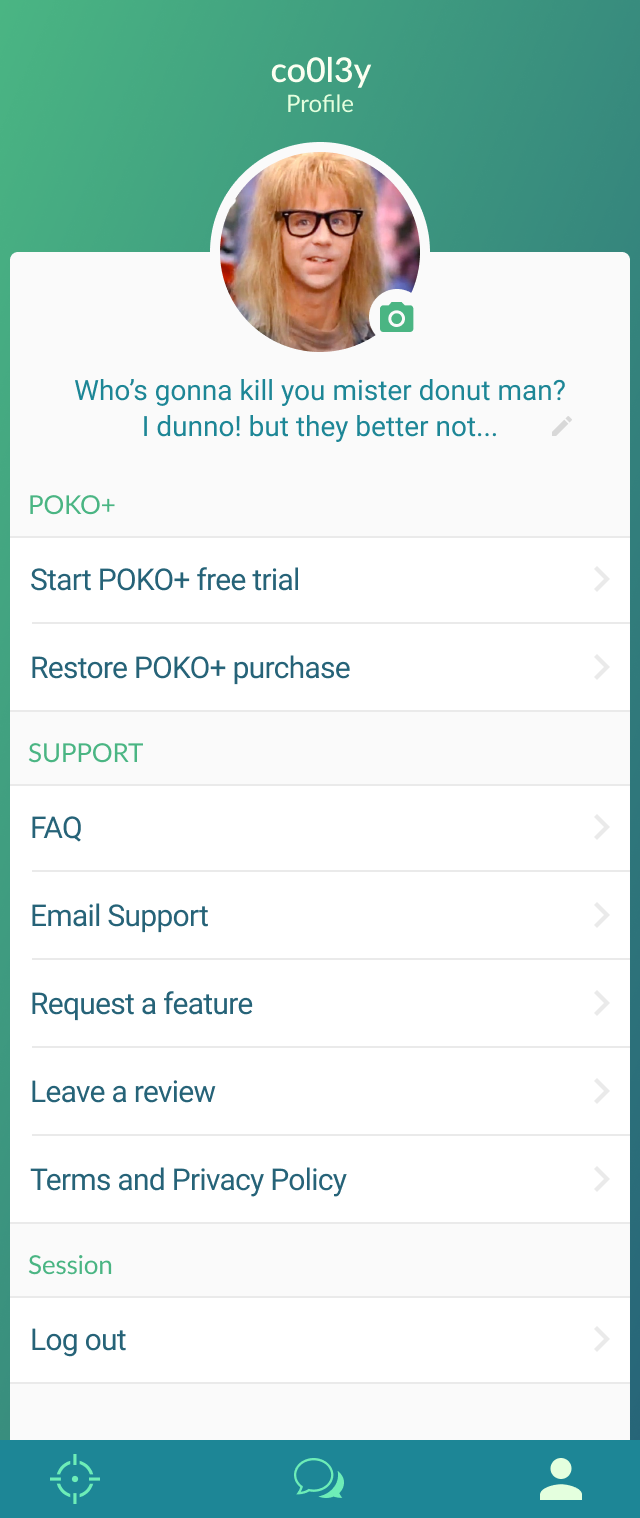 co0l3y
Profile
Who’s gonna kill you mister donut man?
I dunno! but they better not...
POKO+
Start POKO+ free trial
Restore POKO+ purchase
SUPPORT
FAQ
Email Support
Request a feature
Leave a review
Terms and Privacy Policy
Session
Log out